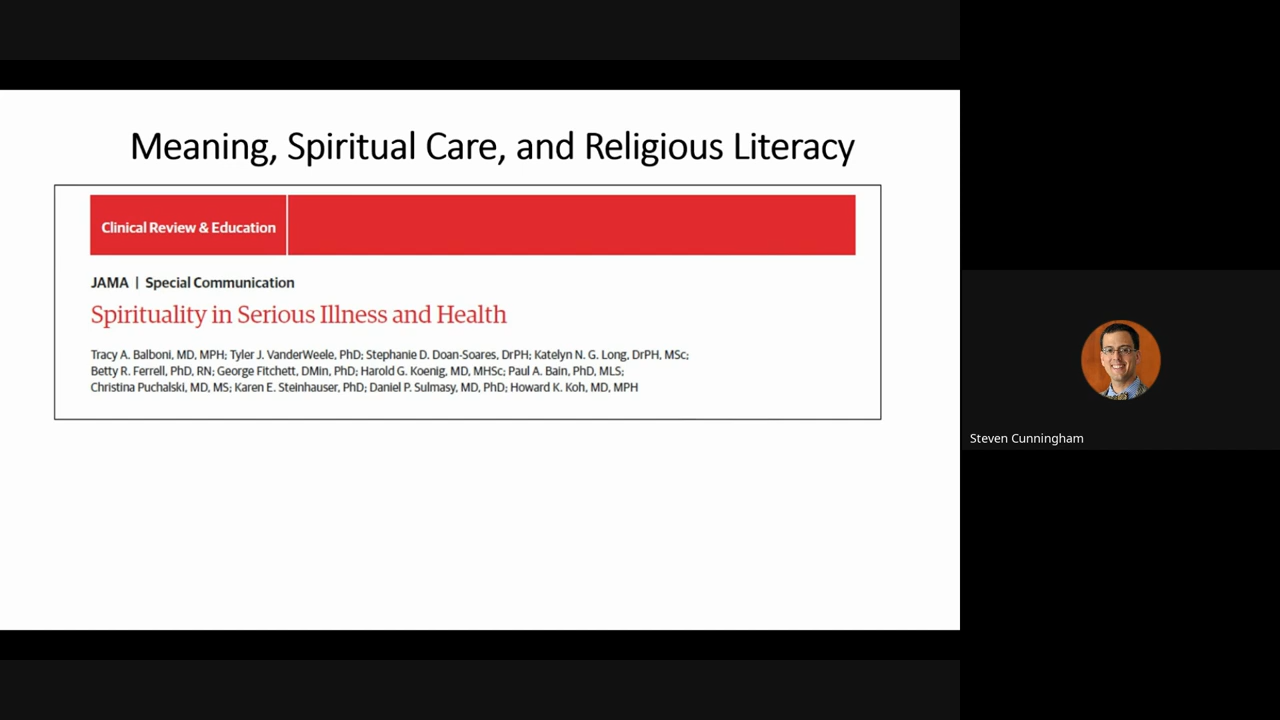 Meaning, Spiritual Care, and Religious Literacy
Clinical Review & Education
JAMA | Special Communication
Spirituality in Serious Illness and Health
Tracy A. Balboni, MD, MPH; Tyler J. VanderWeele, PhD; Stephanie D. Doan-Soares, DrPH; Katelyn N. G. Long, DrPH, MSc;
Betty R. Ferrell, PhD, RN; George Fitchett, DMin, PhD; Harold G. Koenig, MD, MHSc; Paul A. Bain, PhD, MLS;
Christina Puchalski, MD, MS; Karen E. Steinhauser, PhD; Daniel P. Sulmasy, MD, PhD; Howard K. Koh, MD, MPH
Steven Cunningham